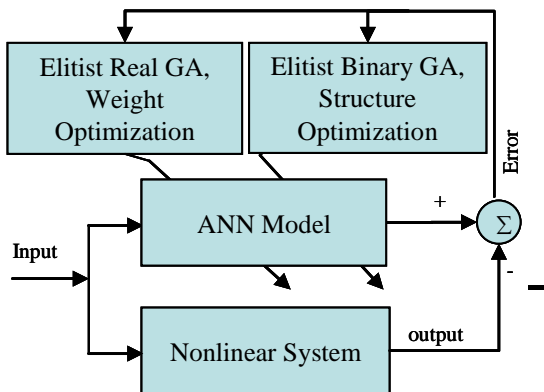 Elitist Real GA,
Weight
Optimization
Elitist Binary GA,
Structure
Optimization
Error
ANN Model
+
Σ
Input
-
output
Nonlinear System